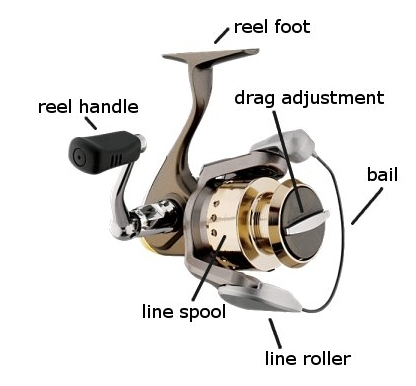 reel foot
drag adjustment
reel handle
bail
line spool
line roller